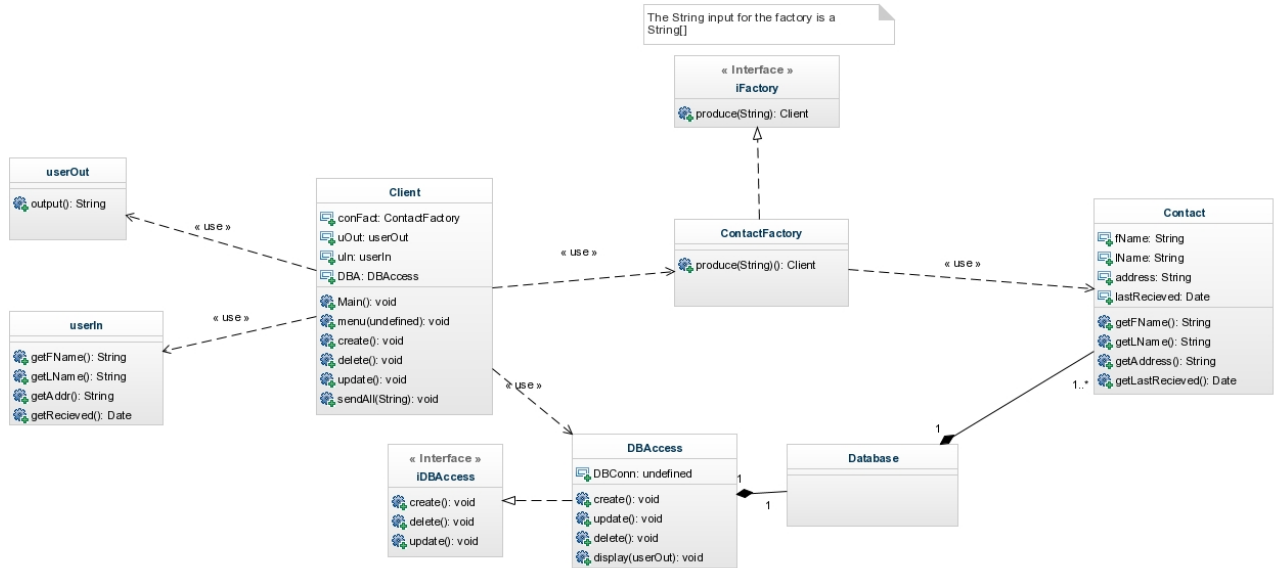 The String input for the factory is a
String[]
« Interface »
iFactory
produce(String): Client
userOut
output(): String
« use »
Client
conFact: ContactFactory
uOut: userOut
uIn: userIn
DBA: DBAccess
Main(): void
menu(undefined): void
create(): void
delete(): void
update(): void
sendAll(String): void
« use »
ContactFactory
produce(String)(): Client
« use »
Contact
fName: String
lName: String
address: String
lastRecieved: Date
getFName(): String
getLName(): String
getAddress(): String
getLastRecieved(): Date
userIn
getFName(): String
getLName(): String
getAddr(): String
getRecieved(): Date
« use »
« use »
1..*
1
« Interface »
iDBAccess
create(): void
delete(): void
update(): void
DBAccess
DBConn: undefined
create(): void
update(): void
delete(): void
display(userOut): void
1
1
Database